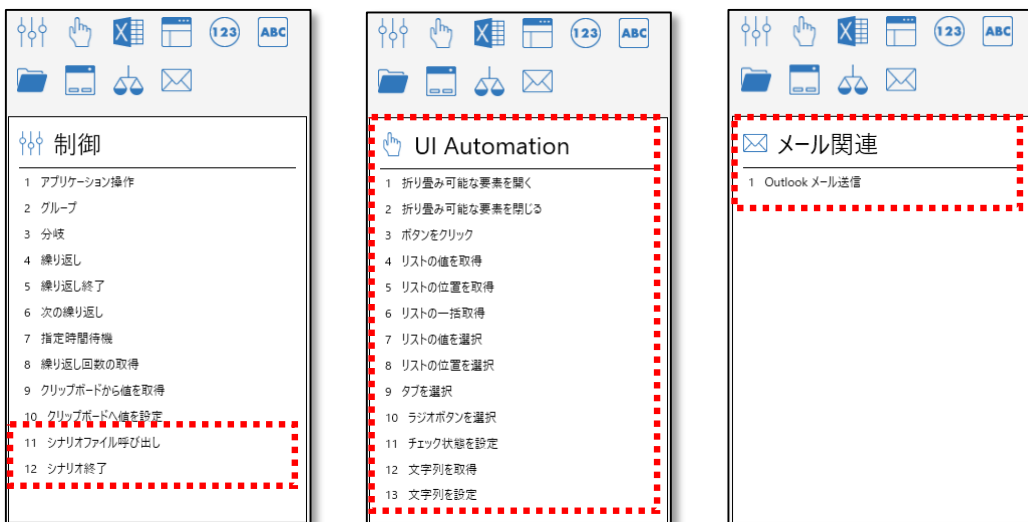 123
ABC
制御
1 アプリケーション操作
2 グループ
3 分岐
4 繰り返し
5 繰り返し終了
6 次の繰り返し
7 指定時間待機
8 繰り返し回数の取得
9 クリップボードから値を取得
10 クリップボードへ値を設定
11 シナリオファイル呼び出し
12 シナリオ終了
123
ABC
UI Automation
1 折り畳み可能な要素を開く
2 折り畳み可能な要素を閉じる
3 ボタンをクリック
4 リストの値を取得
5 リストの位置を取得
6 リストの一括取得
7 リストの値を選択
8 リストの位置を選択
9 タブを選択
10 ラジオボタンを選択
11 チェック状態を設定
12 文字列を取得
13 文字列を設定
123
ABC
メール関連
1 Outlook メール送信